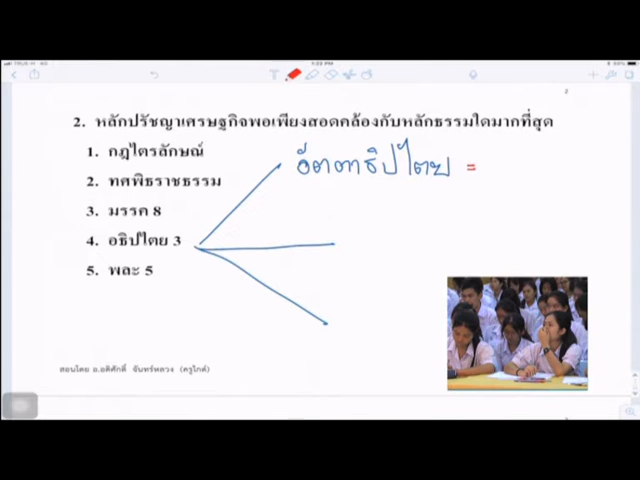 1:22 PM
2
2. หลักปรัชญาเศรษฐกิจพอเพียงสอดคล้องกับหลักธรรมใดมากที่สุด
1. กฎไตรลักษณ์
อัตตาธิปไตย =
2. ทศพิธราชธรรม
3. มรรค 8
4. อธิปไตย 3
5. พละ 5
สอนโดย อ.อดิศักดิ์ จันทร์หลวง (ครูไกด์)